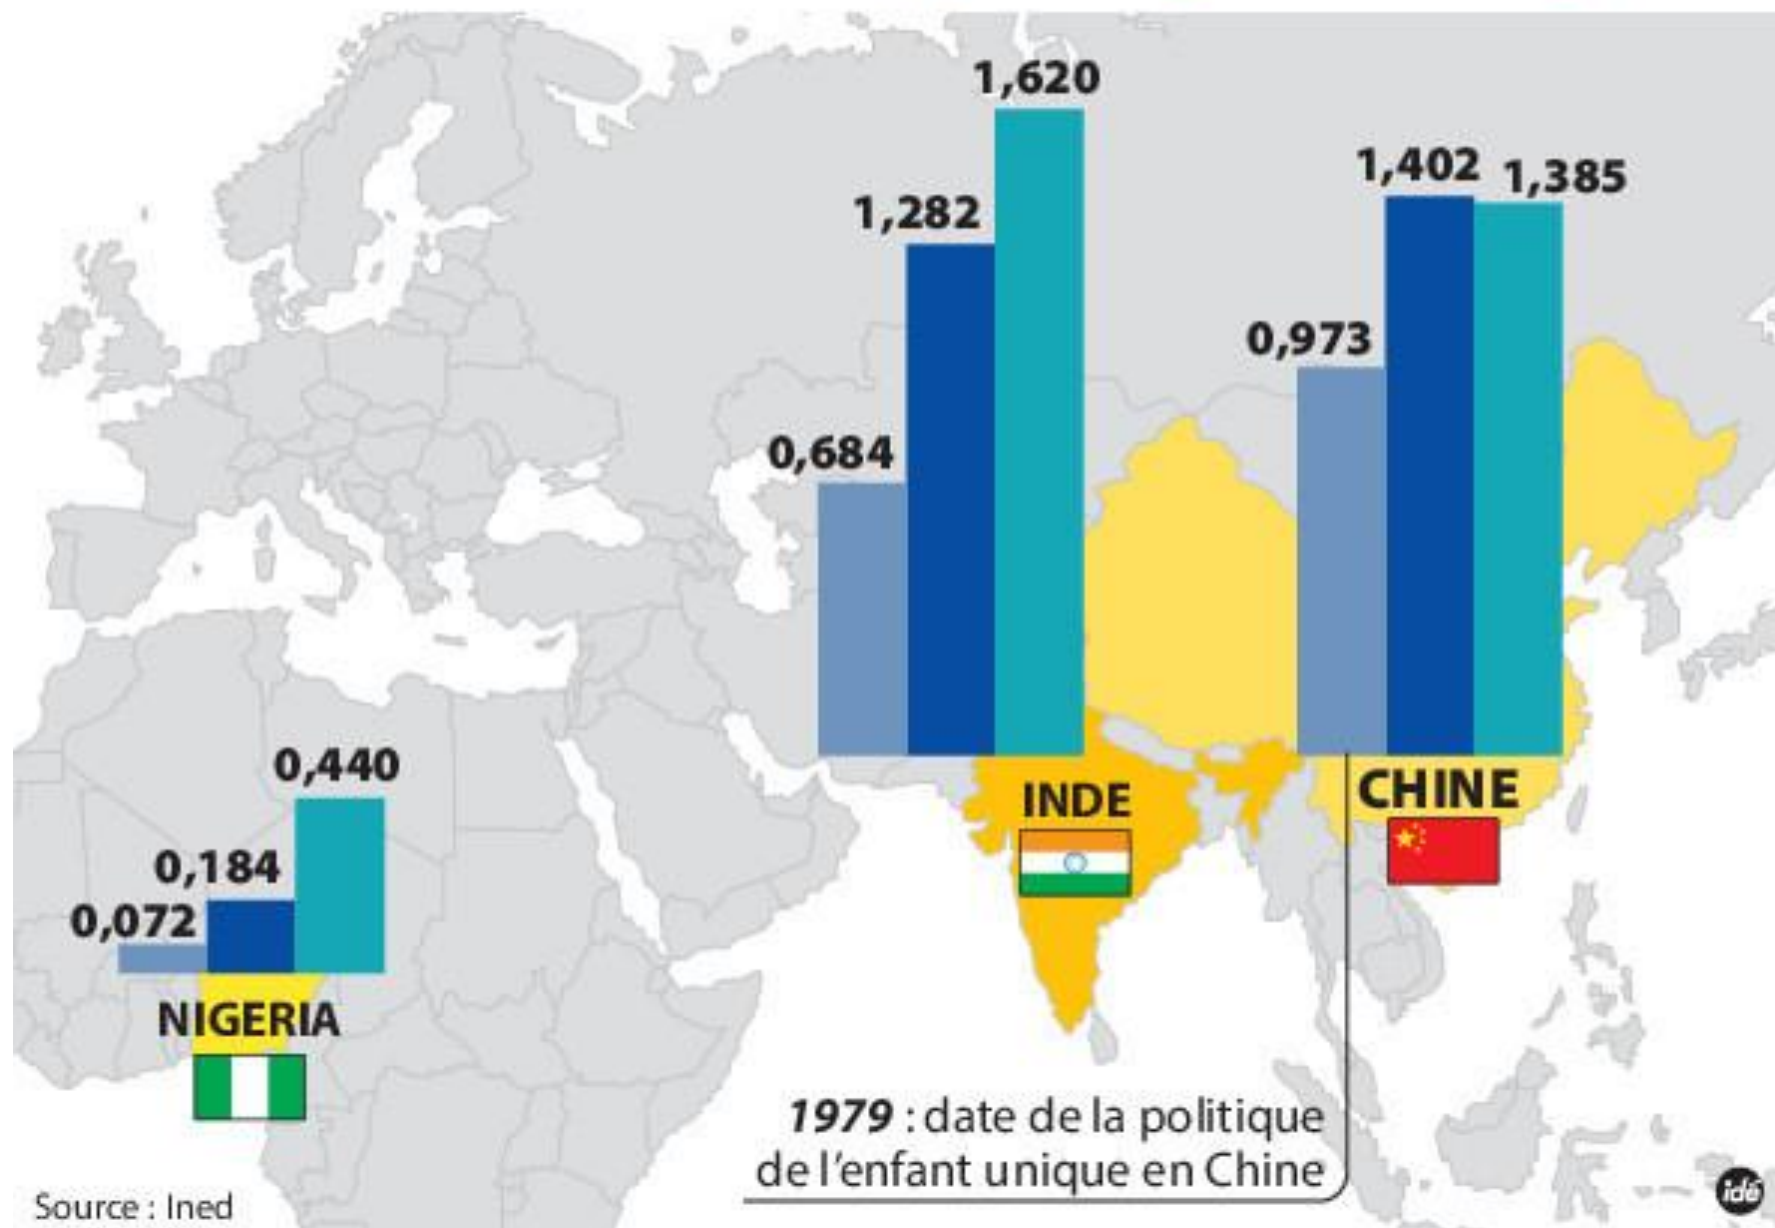 1,620
1,402
1,385
1,282
0,973
0,684
0,440
0,184
0,072
INDE
CHINE
NIGERIA
1979 : date de la politique
de l'enfant unique en Chine
Source : Ined
idé